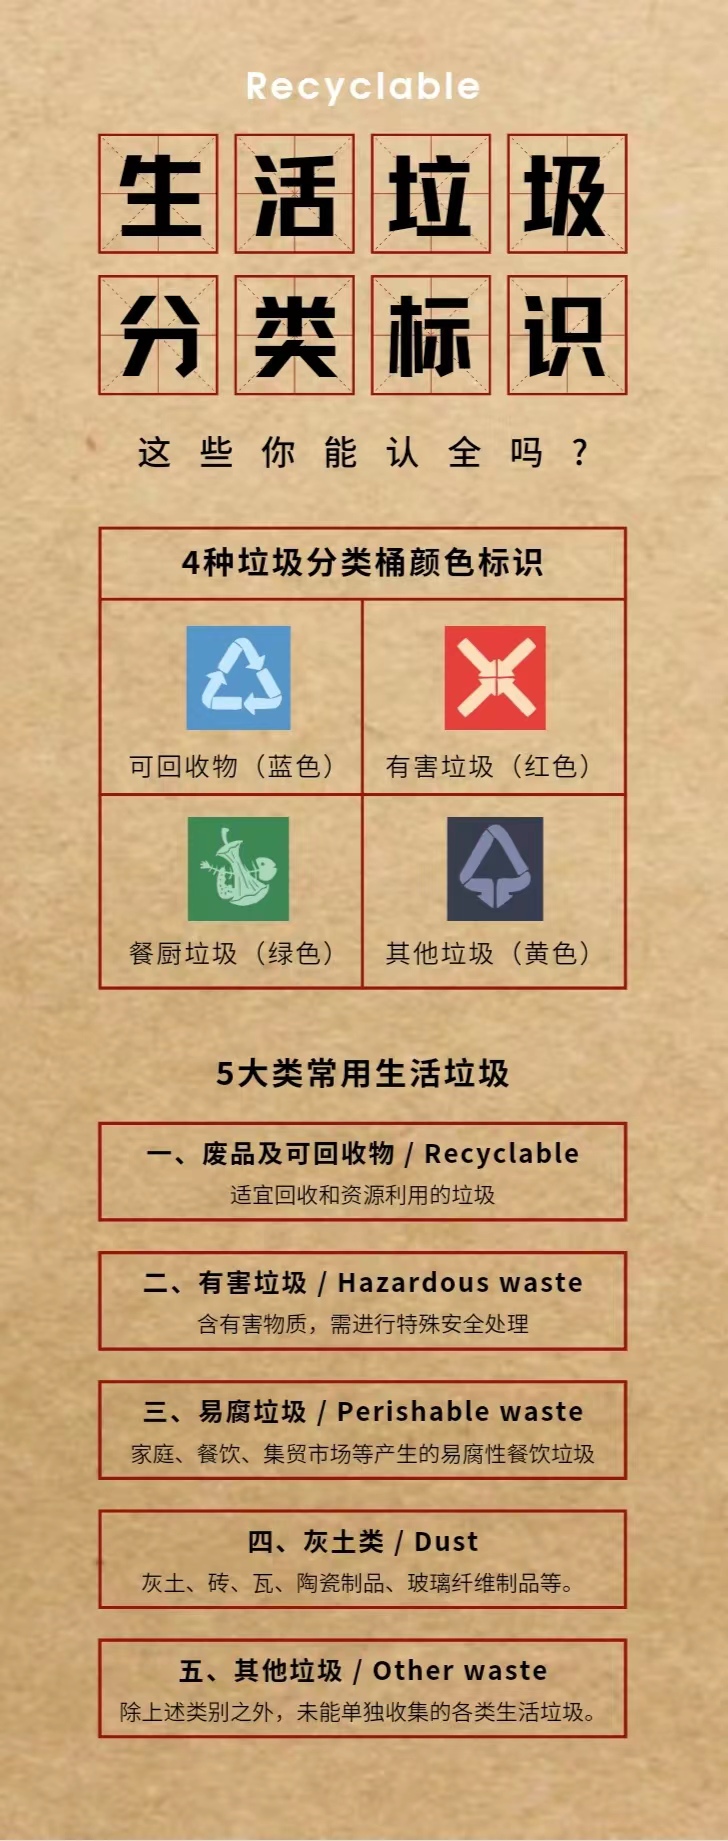 Recyclable
生活垃圾
分类标识
这些你能认全吗?
4种垃圾分类桶颜色标识
可回收物（蓝色）
有害垃圾（红色）
餐厨垃圾（绿色）
其他垃圾（黄色）
5大类常用生活垃圾
一、废品及可回收物 / Recyclable
适宜回收和资源利用的垃圾
二、有害垃圾 / Hazardous waste
含有害物质，需进行特殊安全处理
三、易腐垃圾 / Perishable waste
家庭、餐饮、集贸市场等产生的易腐性餐饮垃圾
四、灰土类 / Dust
灰土、砖、瓦、陶瓷制品、玻璃纤维制品等。
五、其他垃圾 / Other waste
除上述类别之外，未能单独收集的各类生活垃圾。